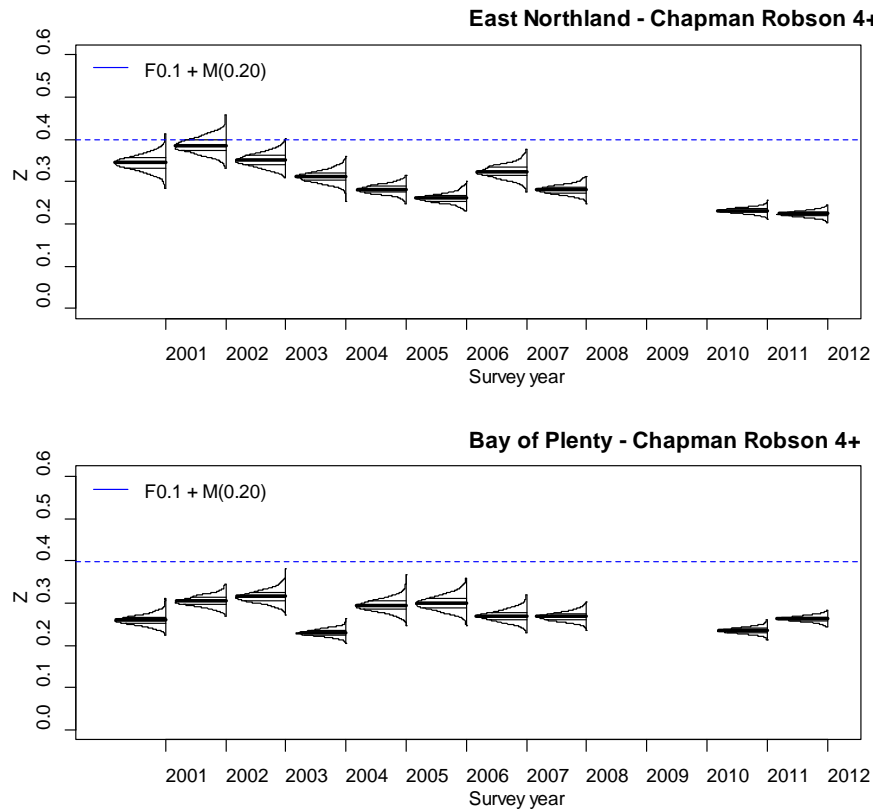 East Northland - Chapman Robson 4+
0.6
0.5
0.4
0.3
0.2
0.1
0.0
Z
F0.1 + M(0.20)
2001 2002 2003 2004 2005 2006 2007 2008 2009 2010 2011 2012
Survey year
Bay of Plenty - Chapman Robson 4+
0.6
0.5
0.4
0.3
0.2
0.1
0.0
Z
F0.1 + M(0.20)
2001 2002 2003 2004 2005 2006 2007 2008 2009 2010 2011 2012
Survey year